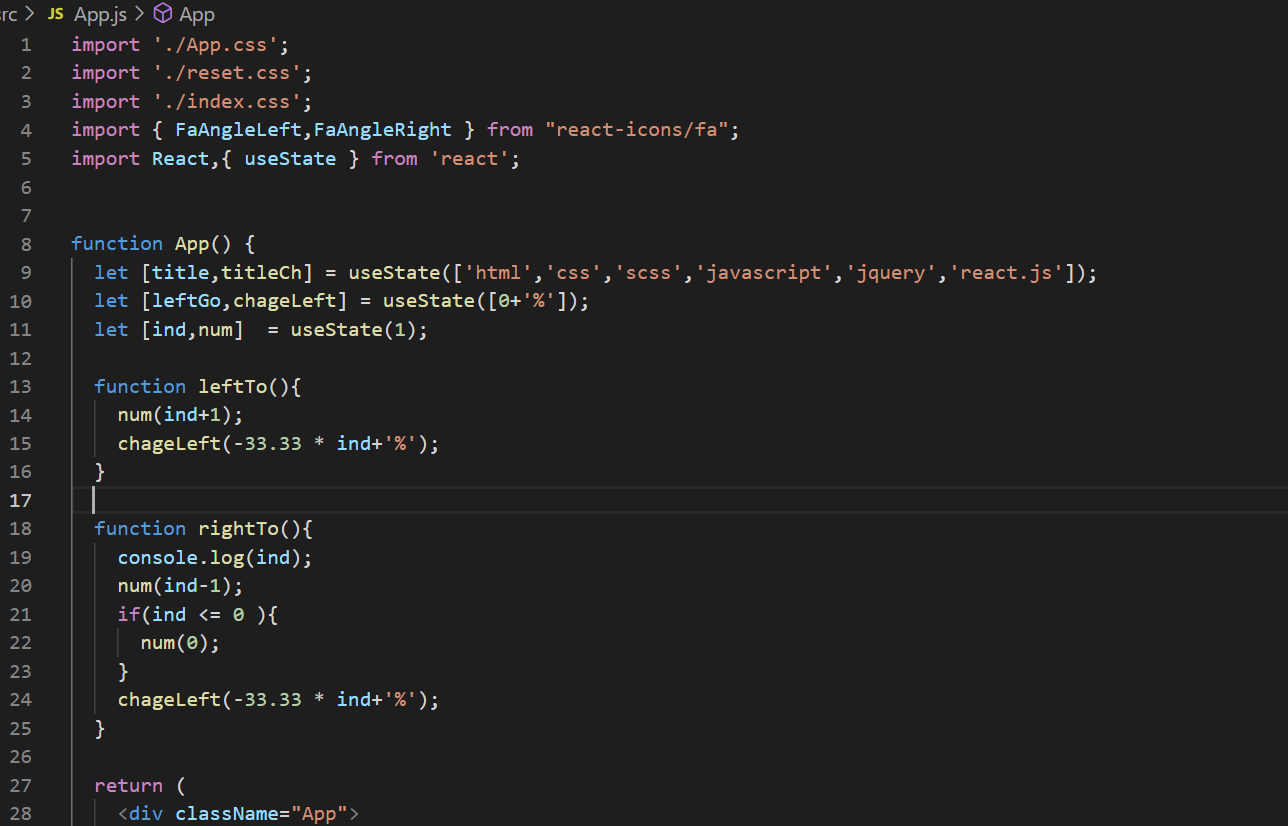 rc > JS App.js > App
1 import './App.css';
2 import './reset.css';
3 import './index.css';
4 import { FaAngleLeft,FaAngleRight } from "react-icons/fa";
5 import React,{ useState } from 'react';
6
7
8 function App() {
9 let [title,titleCh] = useState(['html','css','scss','javascript','jquery','react.js']);
10 let [leftGo,chageLeft] = useState([0+'%']);
11 let [ind,num]  = useState(1);
12
13 function leftTo(){
14 num(ind+1);
15 chageLeft(-33.33 * ind+'%');
16 }
17
18 function rightTo(){
19 console.log(ind);
20 num(ind-1);
21 if(ind <= 0 ){
22 num(0);
23 }
24 chageLeft(-33.33 * ind+'%');
25 }
26
27 return (
28 <div className="App">